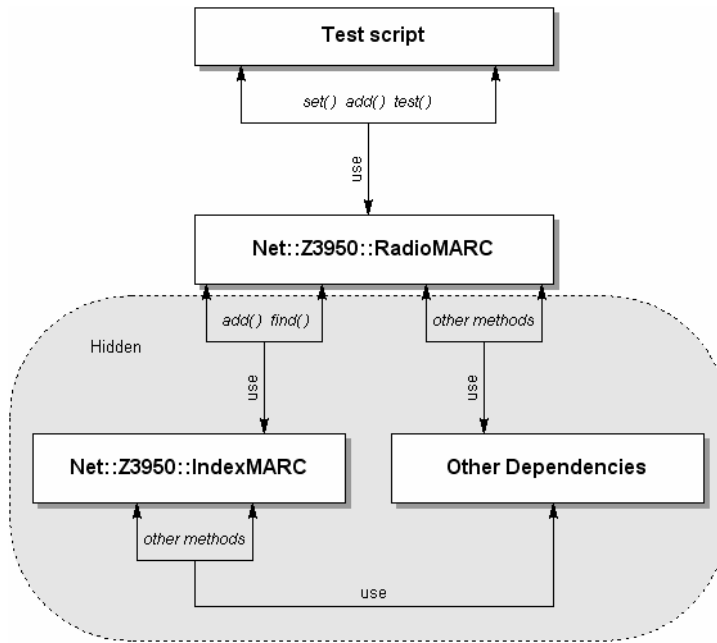 Test script
set() add() test()
use
Net::Z3950::RadioMARC
add() find()
other methods
Hidden
use
use
Net::Z3950::IndexMARC
Other Dependencies
other methods
use